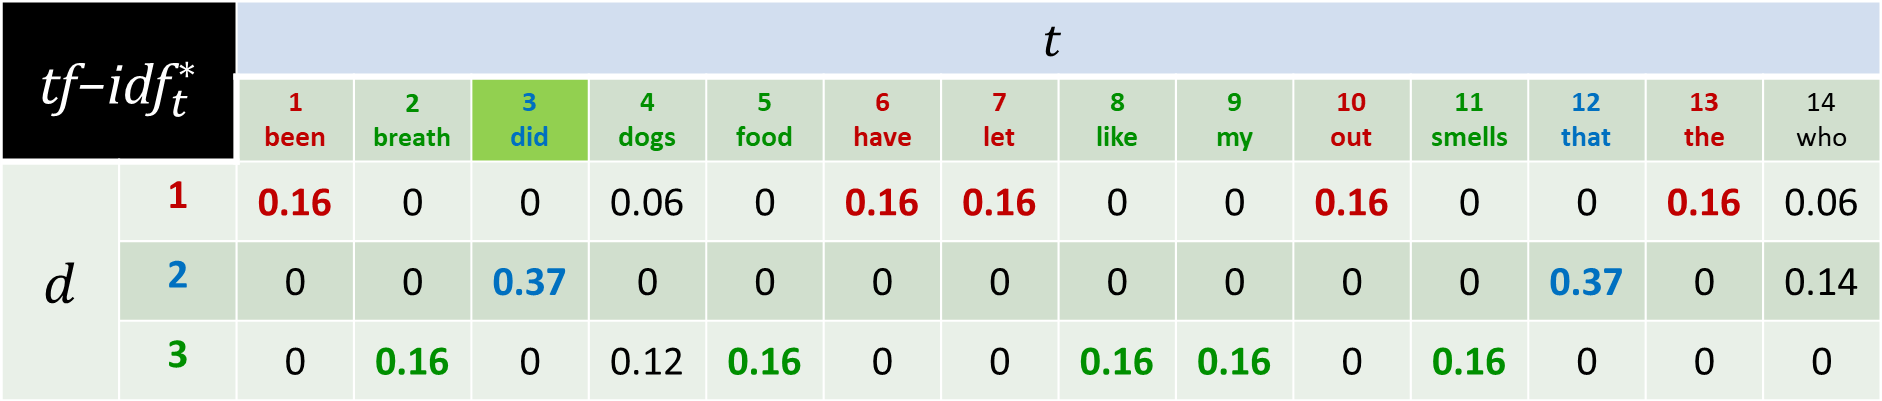 tf−idf*t
t
1 2 3 4 5 6 7 8 9 10 11 12 13 14
been breath did dogs food have let like my out smells that the who
d
1 0.16 0 0 0.06 0 0.16 0.16 0 0 0.16 0 0 0.16 0.06
2 0 0 0.37 0 0 0 0 0 0 0 0 0.37 0 0.14
3 0 0.16 0 0.12 0.16 0 0 0.16 0.16 0 0.16 0 0 0